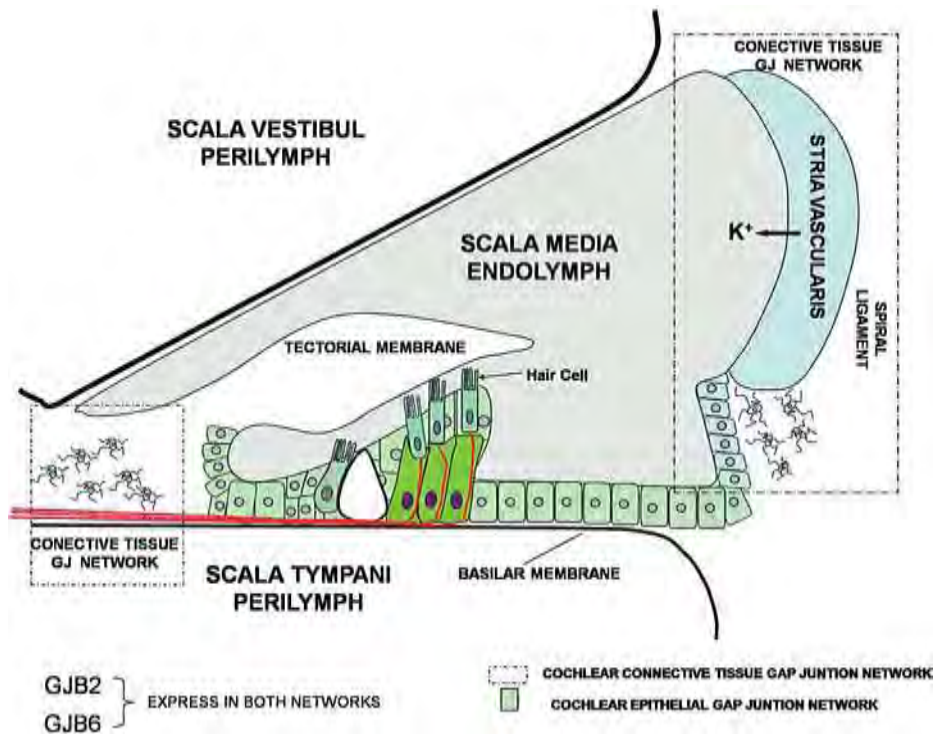 CONECTIVE TISSUE
GJ NETWORK
SCALA VESTIBUL
PERILYMPH
STRIA VASCULARIS
K+
SCALA MEDIA
ENDOLYMPH
SPIRAL
LIGAMENT
TECTORIAL MEMBRANE
Hair Cell
CONECTIVE TISSUE
GJ NETWORK
SCALA TYMPANI
PERILYMPH
BASILAR MEMBRANE
GJB2
GJB6
EXPRESS IN BOTH NETWORKS
COCHLEAR CONNECTIVE TISSUE GAP JUNTION NETWORK
COCHLEAR EPITHELIAL GAP JUNTION NETWORK